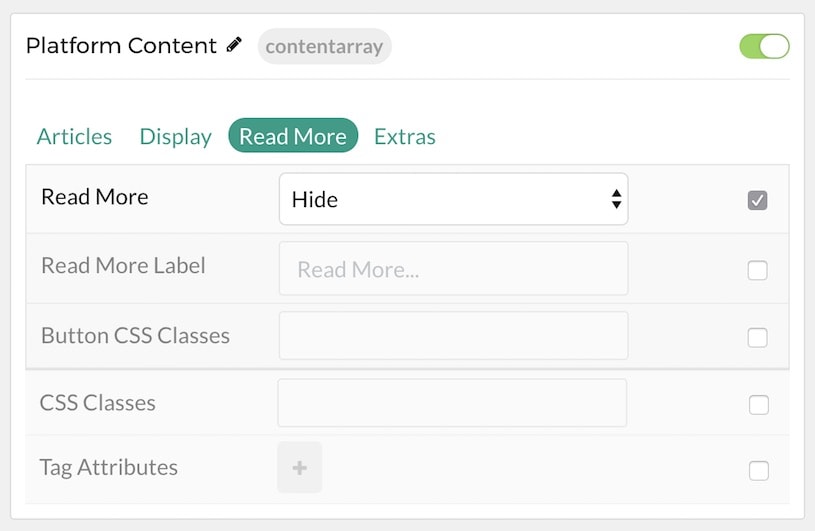 Platform Content contentarray
Articles Display Read More Extras
Read More Hide
Read More Label Read More...
Button CSS Classes
CSS Classes
Tag Attributes +